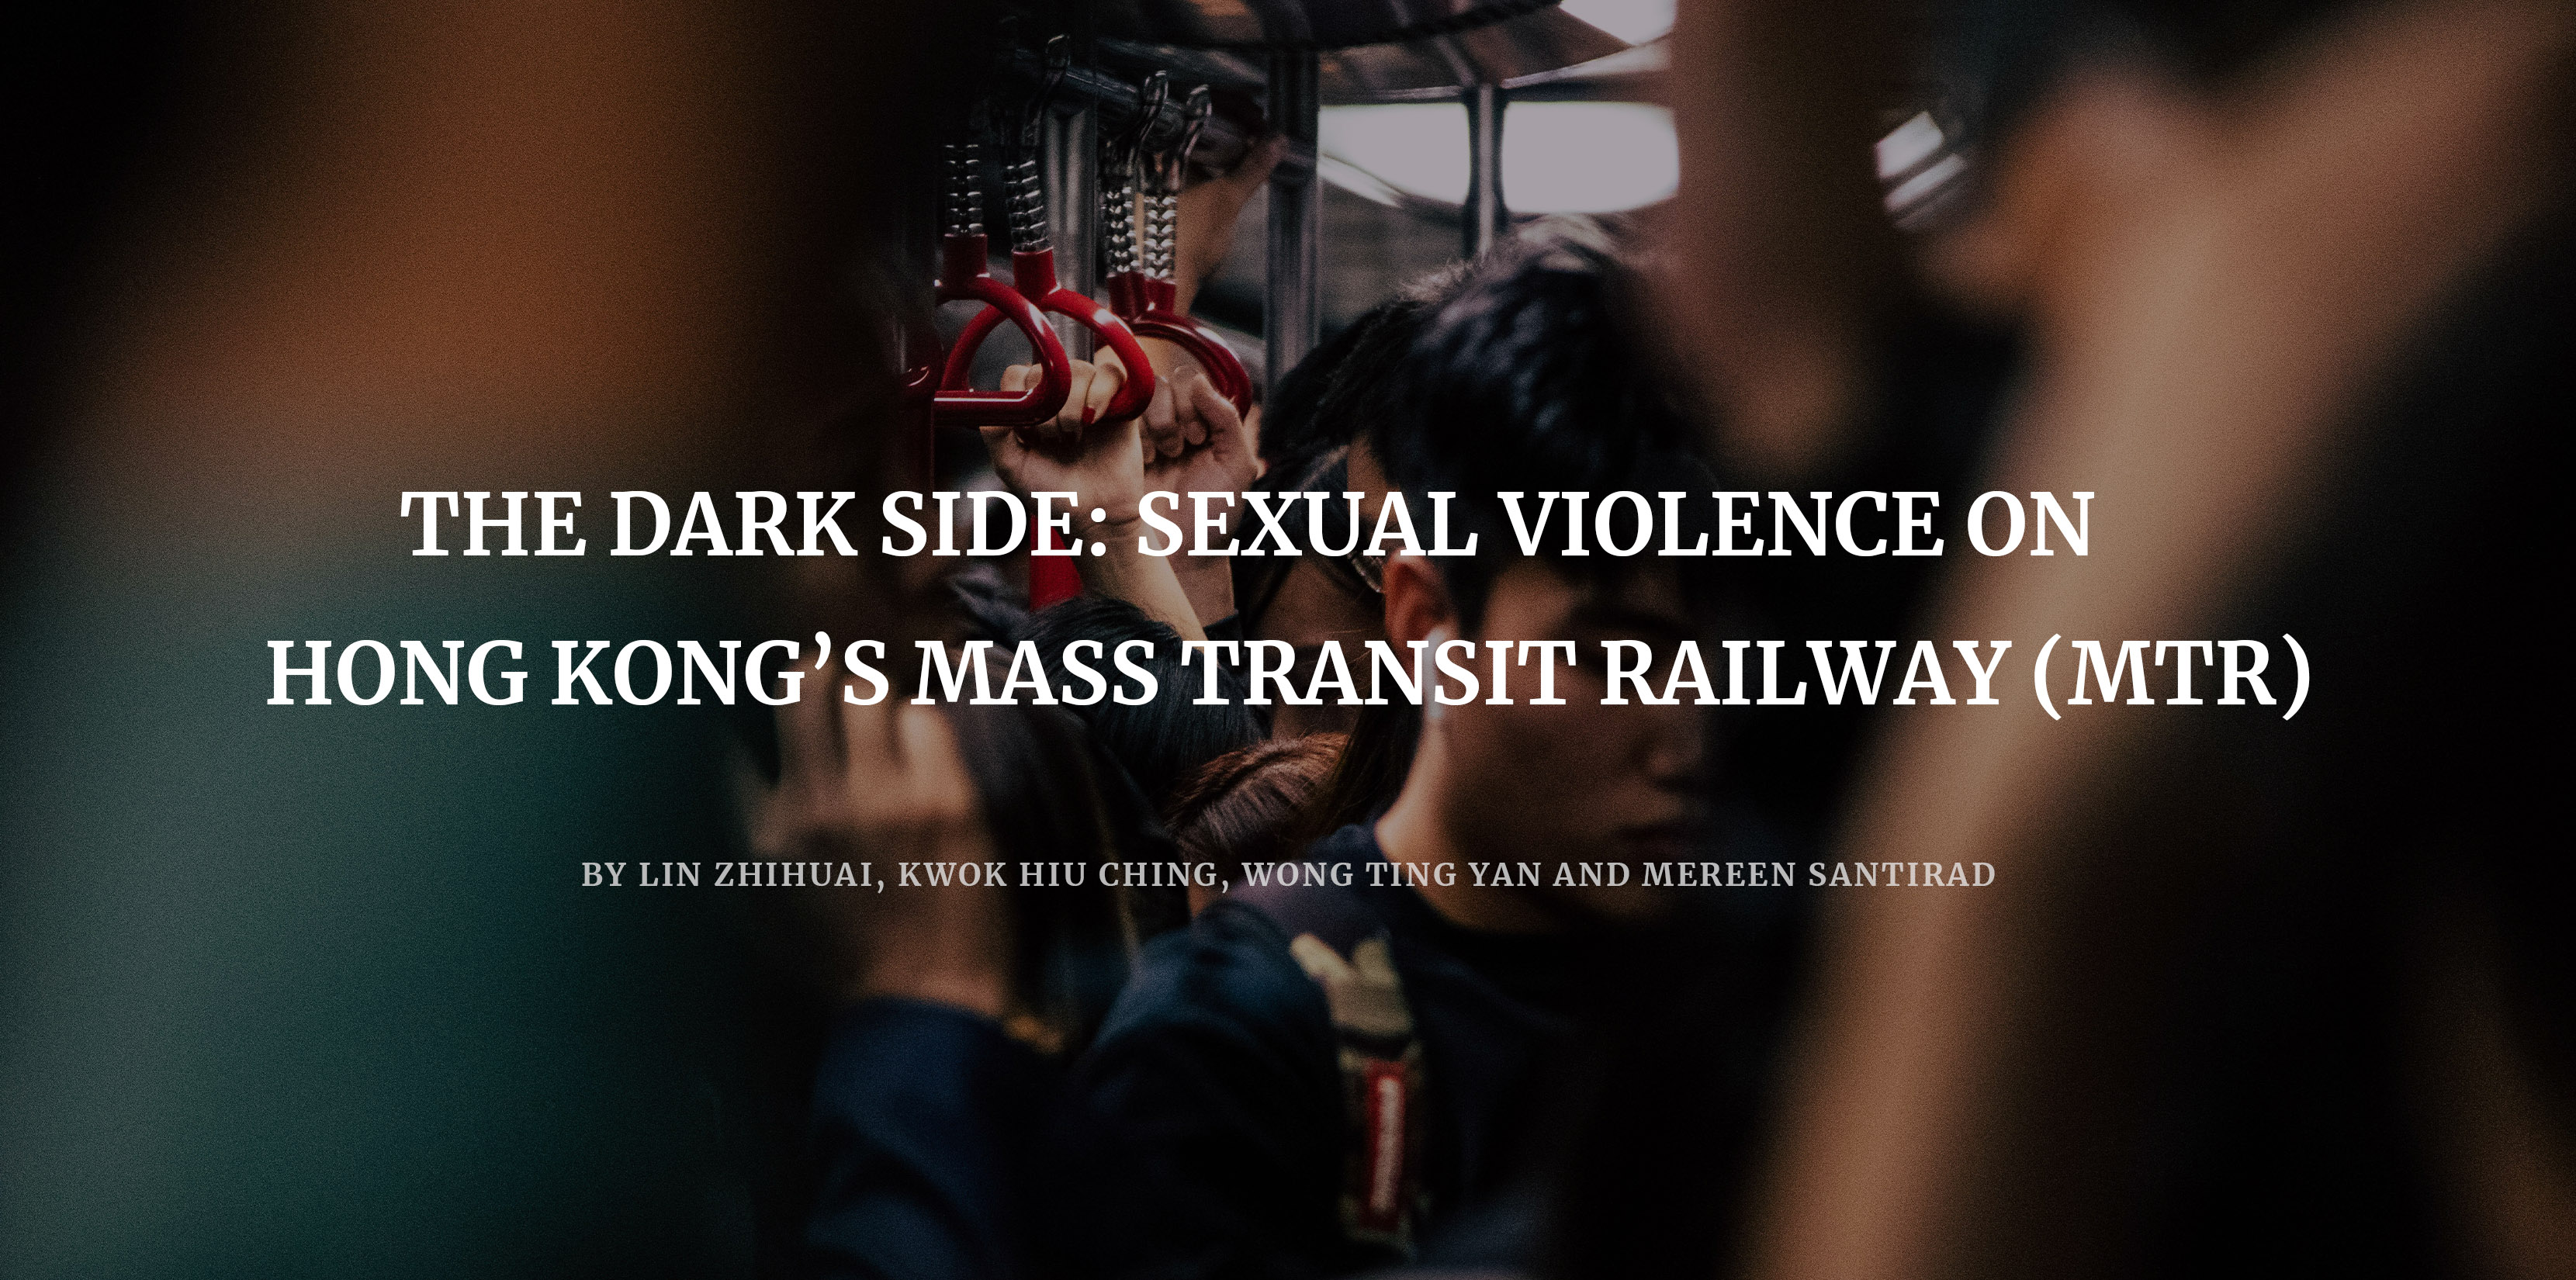 THE DARK SIDE: SEXUAL VIOLENCE ON
HONG KONG’S MASS TRANSIT RAILWAY (MTR)
BY LIN ZHIHUAI, KWOK HIU CHING, WONG TING YAN AND MEREEN SANTIRAD